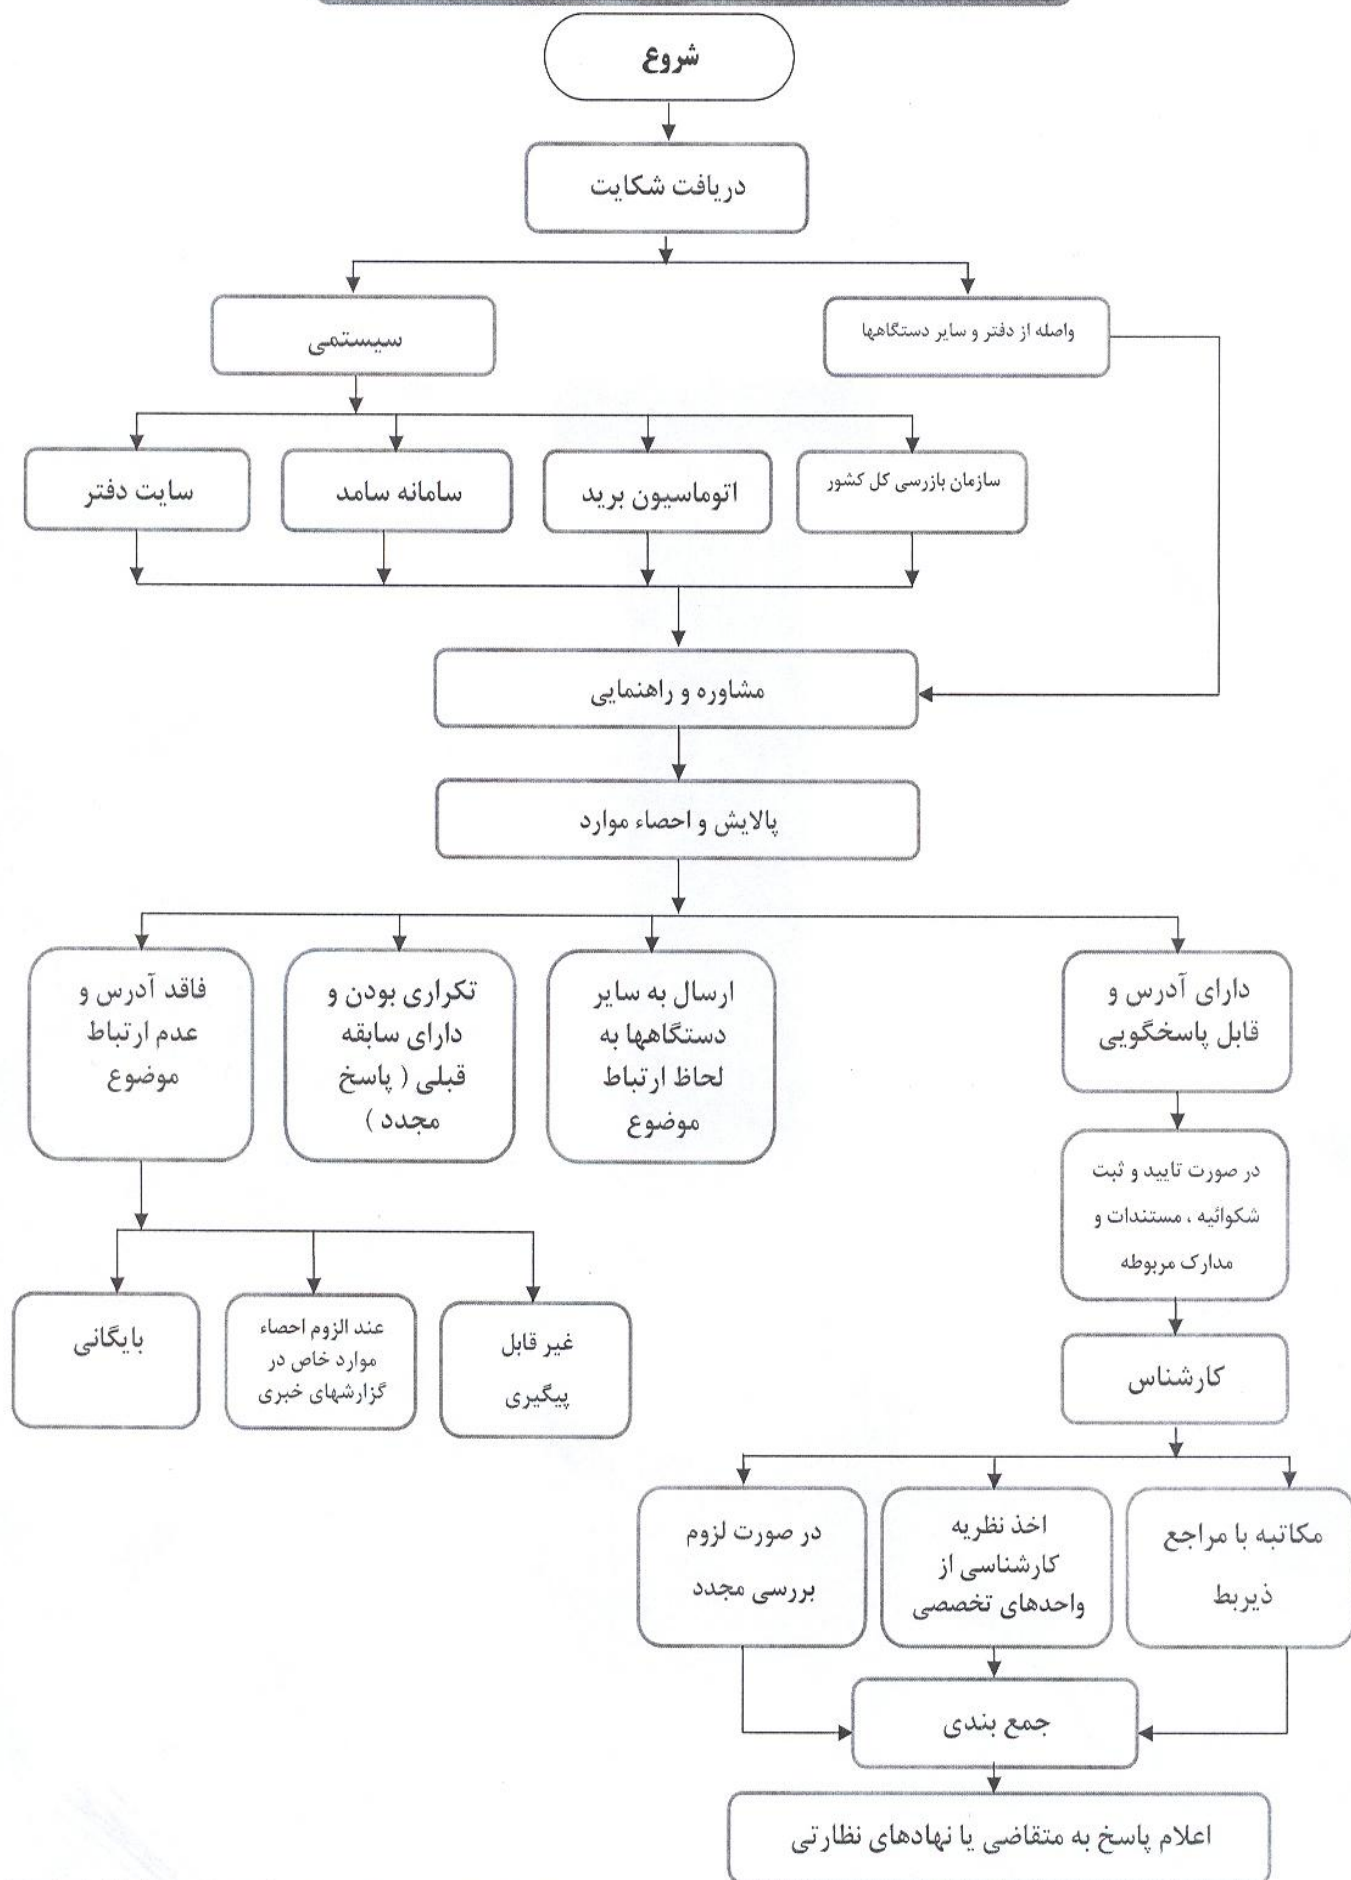 شروع
دریافت شکایت
واصله از دفتر و سایر دستگاهها
سیستمی
سازمان بازرسی کل کشور
اتوماسیون برید
سامانه سامد
سایت دفتر
مشاوره و راهنمایی
پالایش و احصاء موارد
دارای آدرس و
قابل پاسخگویی
ارسال به سایر
دستگاهها به
لحاظ ارتباط
موضوع
تکراری بودن و
دارای سابقه
قبلی ( پاسخ
مجدد )
فاقد آدرس و
عدم ارتباط
موضوع
در صورت تایید و ثبت
شکوائیه ، مستندات و
مدارک مربوطه
کارشناس
غیر قابل
پیگیری
عند الزوم احصاء
موارد خاص در
گزارشهای خبری
بایگانی
مکاتبه با مراجع
ذیربط
اخذ نظریه
کارشناسی از
واحدهای تخصصی
در صورت لزوم
بررسی مجدد
جمع بندی
اعلام پاسخ به متقاضی یا نهادهای نظارتی